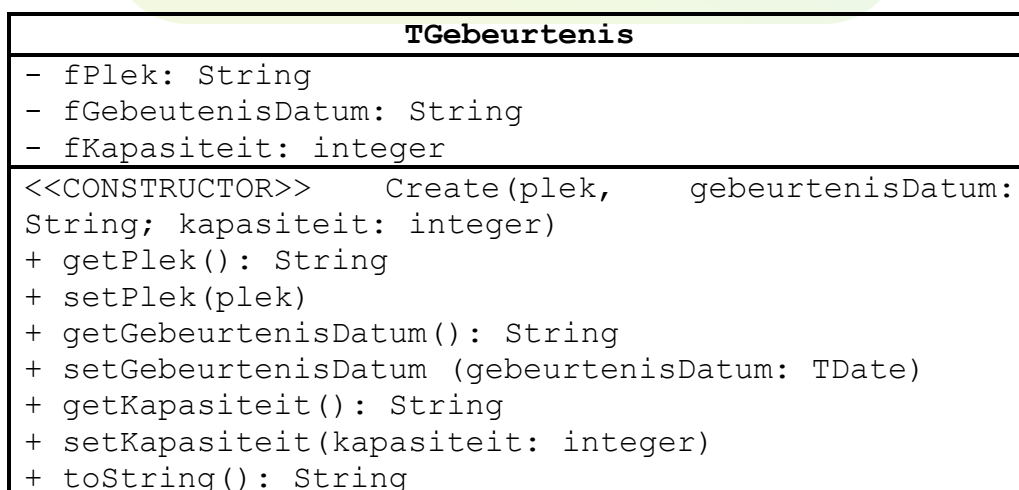 TGebeurtenis
- fPlek: String
- fGebeutenisDatum: String
- fKapasiteit: integer
<<CONSTRUCTOR>> Create(plek, gebeurtenisDatum:
String; kapasiteit: integer)
+ getPlek(): String
+ setPlek(plek)
+ getGebeurtenisDatum(): String
+ setGebeurtenisDatum (gebeurtenisDatum: TDate)
+ getKapasiteit(): String
+ setKapasiteit(kapasiteit: integer)
+ toString(): String